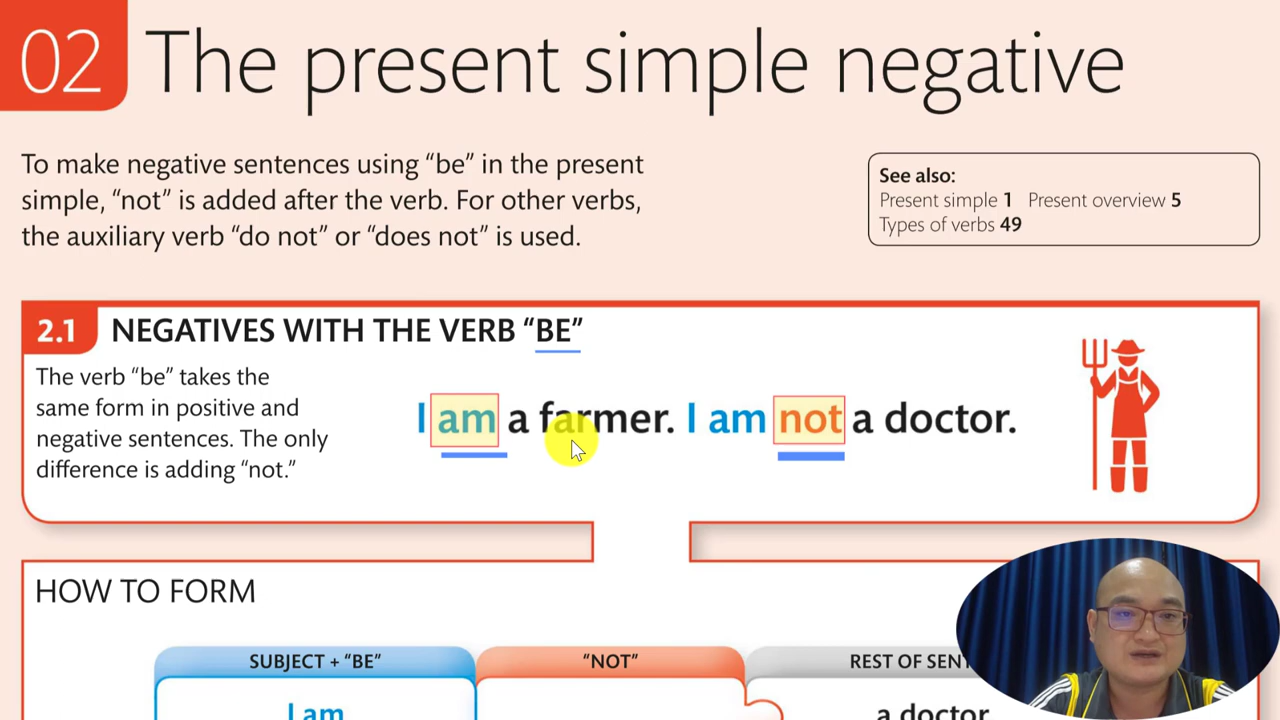 02 The present simple negative
To make negative sentences using “be” in the present
simple, “not” is added after the verb. For other verbs,
the auxiliary verb “do not” or “does not” is used.
See also:
Present simple 1 Present overview 5
Types of verbs 49
2.1 NEGATIVES WITH THE VERB “BE”
The verb “be” takes the
same form in positive and
negative sentences. The only
difference is adding “not.”
I am a farmer. I am not a doctor.
HOW TO FORM
SUBJECT + “BE” “NOT” REST OF SENT
I am a doctor.